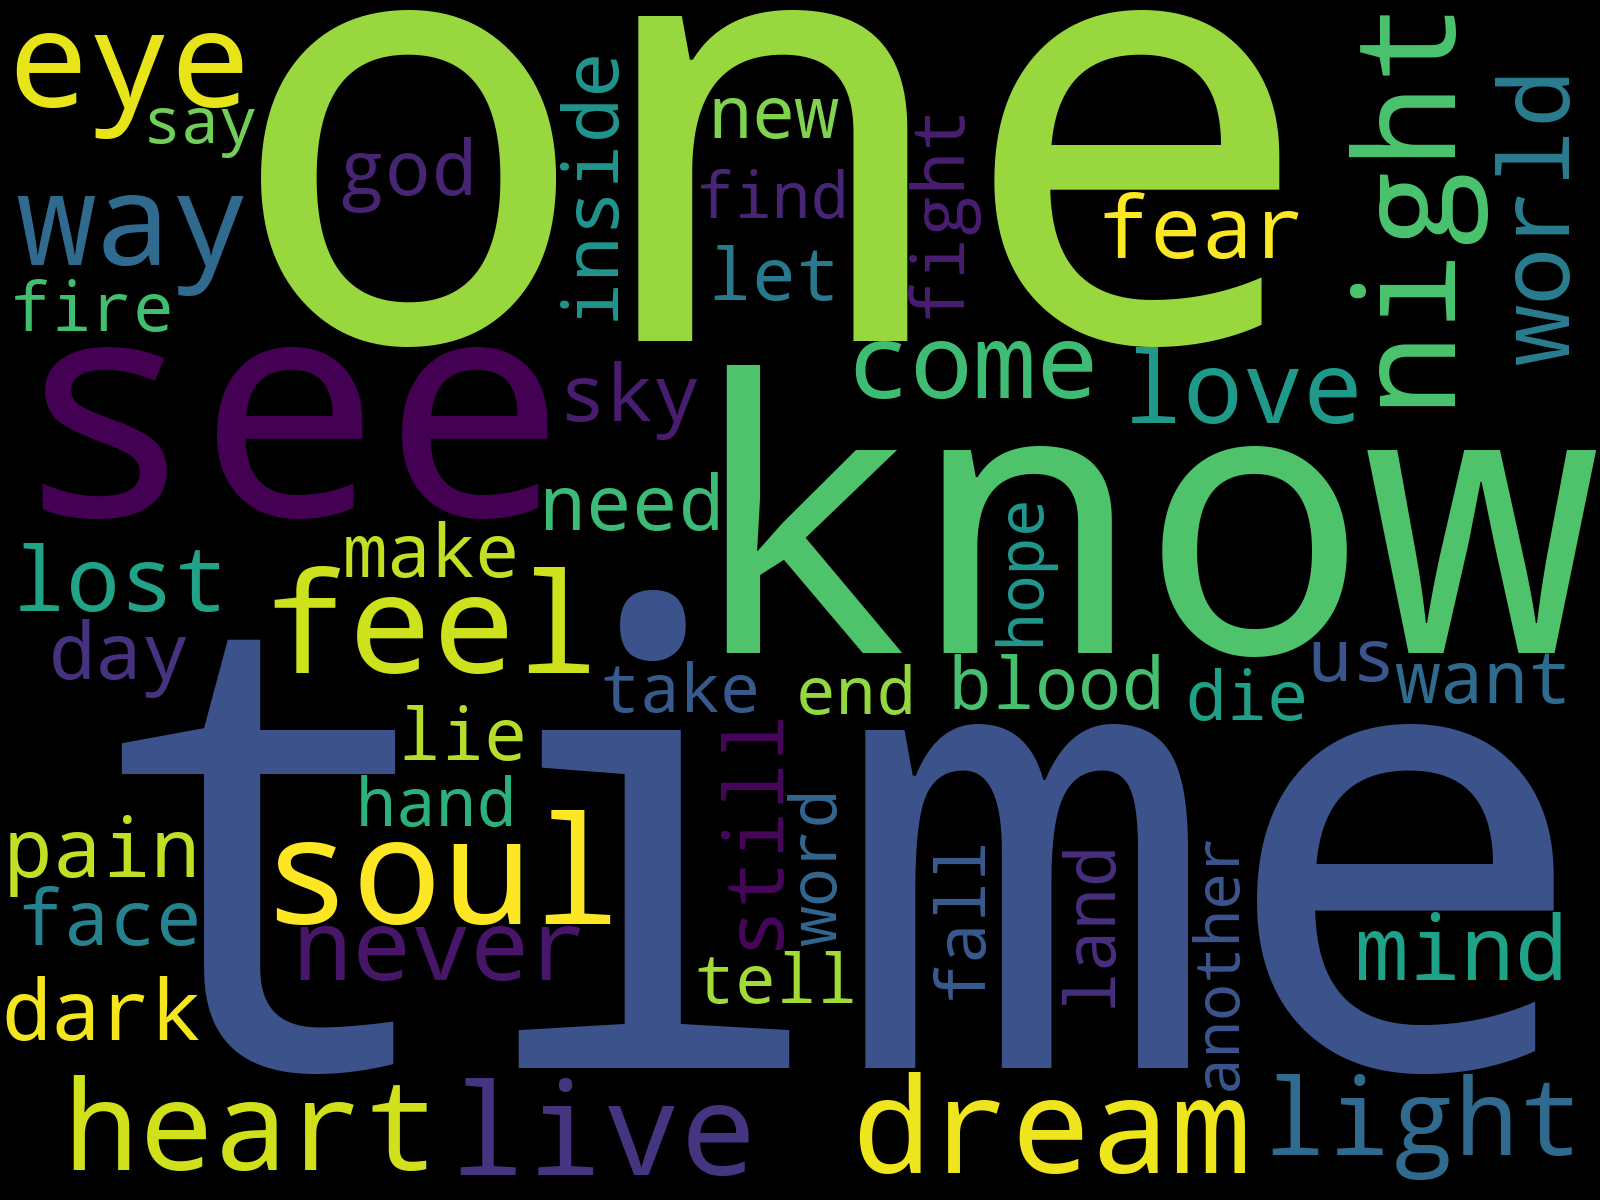 one
eye
say
god
inside
new
find
let
fight
fear
night
world
way
fire
see
sky
come
love
know
need
hope
lost
make
feel
day
take
end
blood
die
us
want
time
lie
hand
still
word
pain
soul
face
never
fall
land
another
mind
tell
dark
heart
live
dream
light